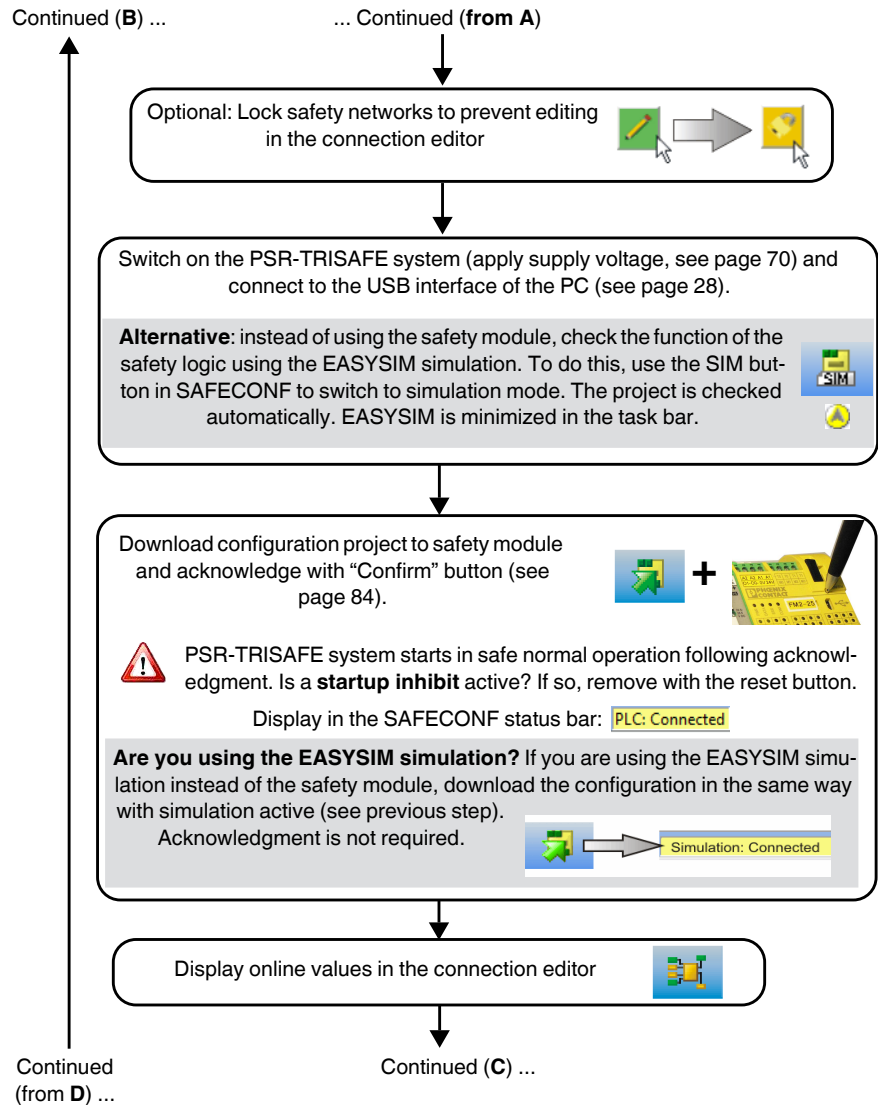 Continued (B) ...
... Continued (from A)
Optional: Lock safety networks to prevent editing
in the connection editor
Switch on the PSR-TRISAFE system (apply supply voltage, see page 70) and
connect to the USB interface of the PC (see page 28).
Alternative: instead of using the safety module, check the function of the
safety logic using the EASYSIM simulation. To do this, use the SIM but-
ton in SAFECONF to switch to simulation mode. The project is checked
automatically. EASYSIM is minimized in the task bar.
SIM
Download configuration project to safety module
and acknowledge with “Confirm” button (see
page 84).
+
PHOENIX
CONTACT
PSR-TRISAFE system starts in safe normal operation following acknowl-
edgment. Is a startup inhibit active? If so, remove with the reset button.
Display in the SAFECONF status bar: PLC: Connected
Are you using the EASYSIM simulation? If you are using the EASYSIM simu-
lation instead of the safety module, download the configuration in the same way
with simulation active (see previous step).
Acknowledgment is not required.
Simulation: Connected
Display online values in the connection editor
Continued
(from D) ...
Continued (C) ...